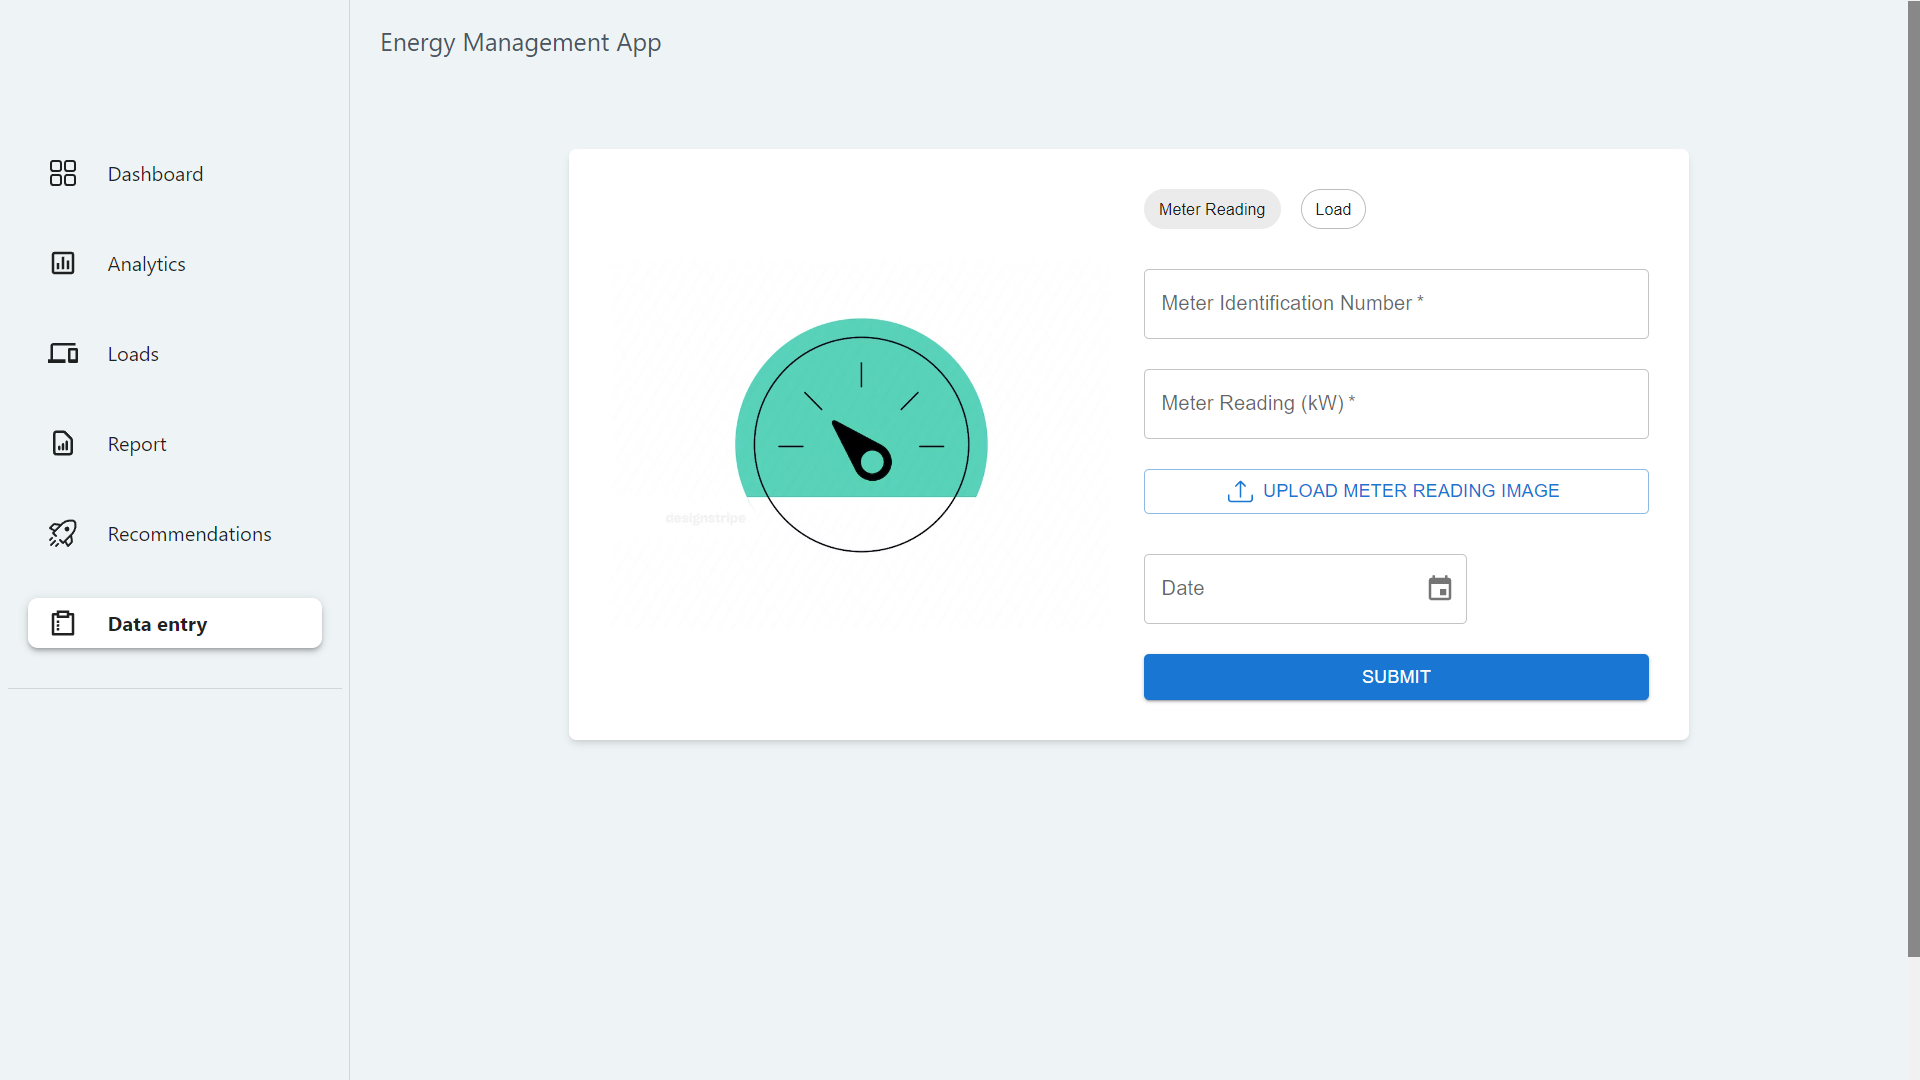 Energy Management App
Dashboard
Analytics
Loads
Report
Recommendations
Data entry
Meter Reading
Load
Meter Identification Number *
Meter Reading (kW) *
UPLOAD METER READING IMAGE
Date
SUBMIT
designstripe